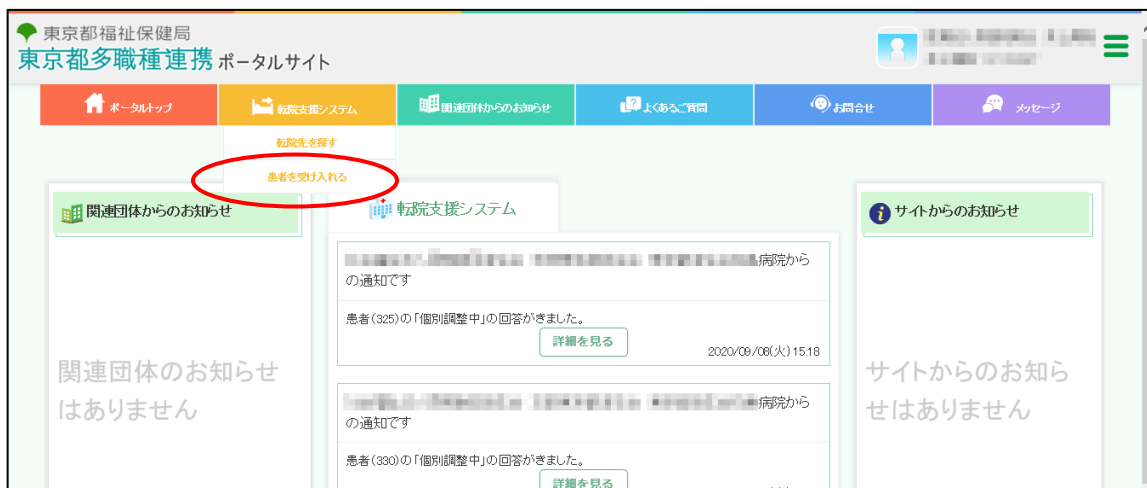 東京都福祉保健局
東京都多職種連携 ポータルサイト
ポータルトップ
転院支援システム
関連団体からのお知らせ
よくあるご質問
お問合せ
メッセージ
転院先を探す
患者を受け入れる
関連団体からのお知らせ
関連団体のお知らせ
はありません
転院支援システム
病院から
の通知です
患者(325)の「個別調整中」の回答がきました。
詳細を見る
2020/09/08(火) 15:18
病院から
の通知です
患者(330)の「個別調整中」の回答がきました。
詳細を見る
サイトからのお知らせ
サイトからのお知ら
せはありません